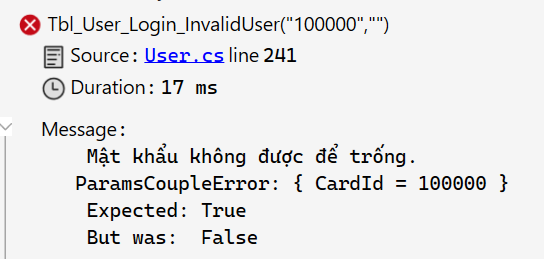 Tbl_User_Login_InvalidUser("100000","")
Source: User.cs line 241
Duration: 17 ms
Message:
Mật khẩu không được để trống.
ParamsCoupleError: { CardId = 100000 }
Expected: True
But was:  False